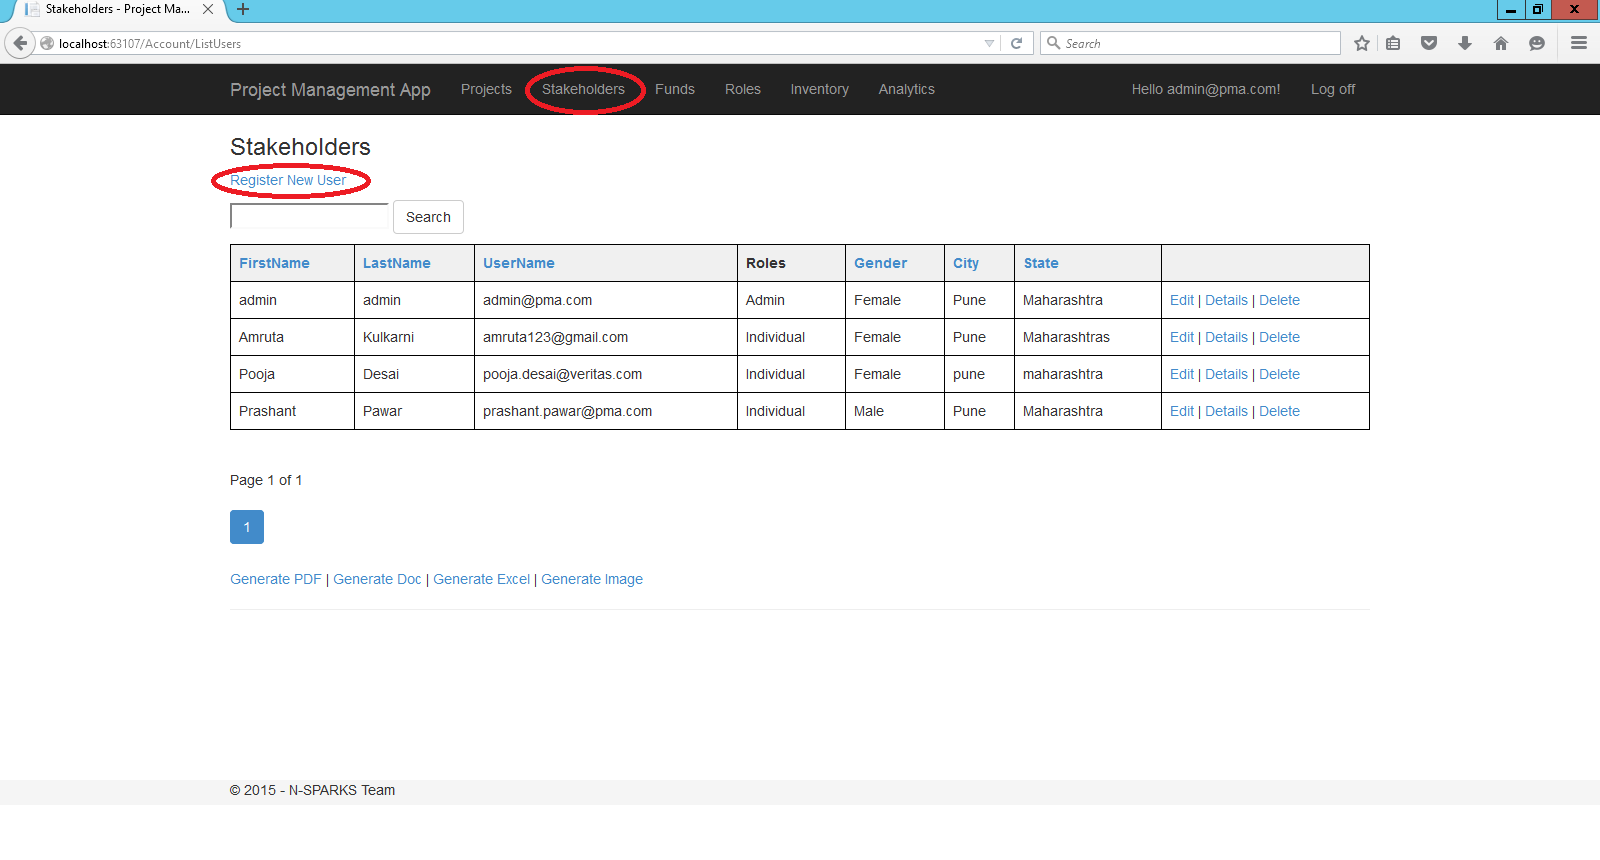 Stakeholders - Project Ma...
localhost:63107/Account/ListUsers
Search
Project Management App Projects Stakeholders Funds Roles Inventory Analytics Hello admin@pma.com! Log off
Stakeholders
Register New User
Search
FirstName LastName UserName Roles Gender City State
admin admin admin@pma.com Admin Female Pune Maharashtra Edit | Details | Delete
Amruta Kulkarni amruta123@gmail.com Individual Female Pune Maharashtras Edit | Details | Delete
Pooja Desai pooja.desai@veritas.com Individual Female pune maharashtra Edit | Details | Delete
Prashant Pawar prashant.pawar@pma.com Individual Male Pune Maharashtra Edit | Details | Delete
Page 1 of 1
1
Generate PDF | Generate Doc | Generate Excel | Generate Image
© 2015 - N-SPARKS Team